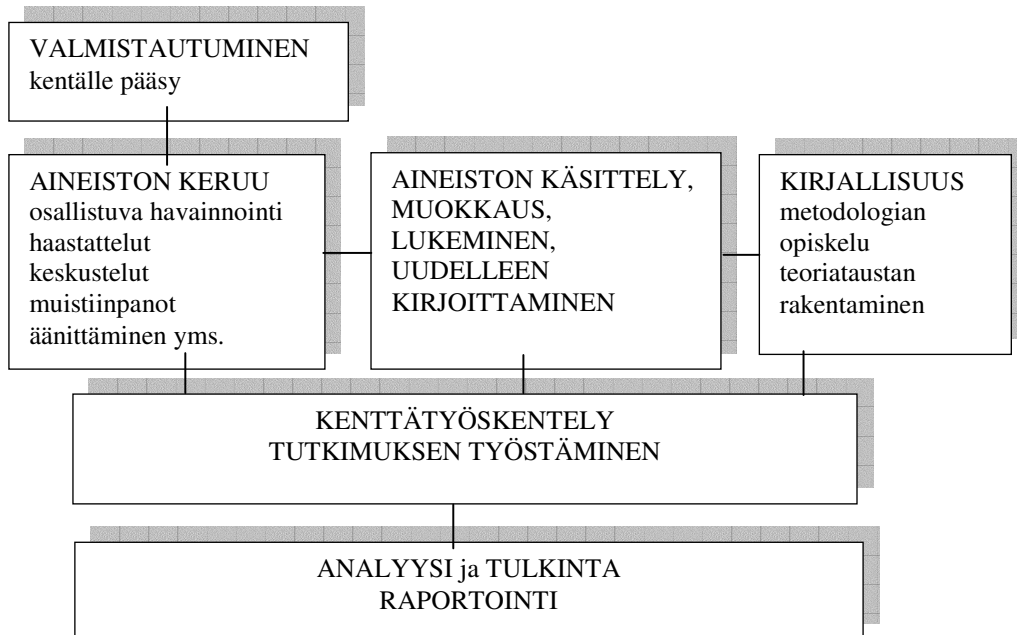 VALMISTAUTUMINEN
kentälle pääsy
AINEISTON KERUU
osallistuva havainnointi
haastattelut
keskustelut
muistiinpanot
äänittäminen yms.
AINEISTON KÄSITTELY,
MUOKKAUS,
LUKEMINEN,
UUDELLEEN
KIRJOITTAMINEN
KIRJALLISUUS
metodologian
opiskelu
teoriataustan
rakentaminen
KENTTÄTYÖSKENTELY
TUTKIMUKSEN TYÖSTÄMINEN
ANALYYSI ja TULKINTA
RAPORTOINTI